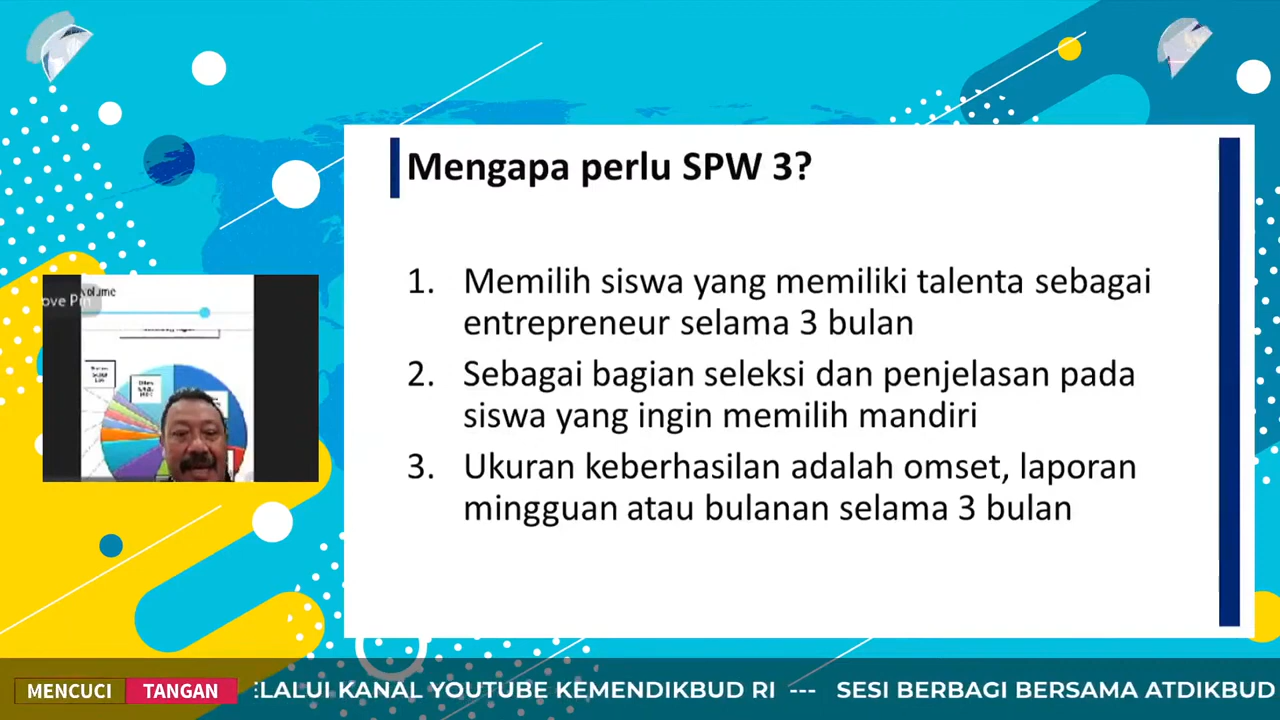 Mengapa perlu SPW 3?
1. Memilih siswa yang memiliki talenta sebagai
entrepreneur selama 3 bulan
2. Sebagai bagian seleksi dan penjelasan pada
siswa yang ingin memilih mandiri
3. Ukuran keberhasilan adalah omset, laporan
mingguan atau bulanan selama 3 bulan
MENCUCI TANGAN
ELALUI KANAL YOUTUBE KEMENDIKBUD RI --- SESI BERBAGI BERSAMA ATDIKBUD